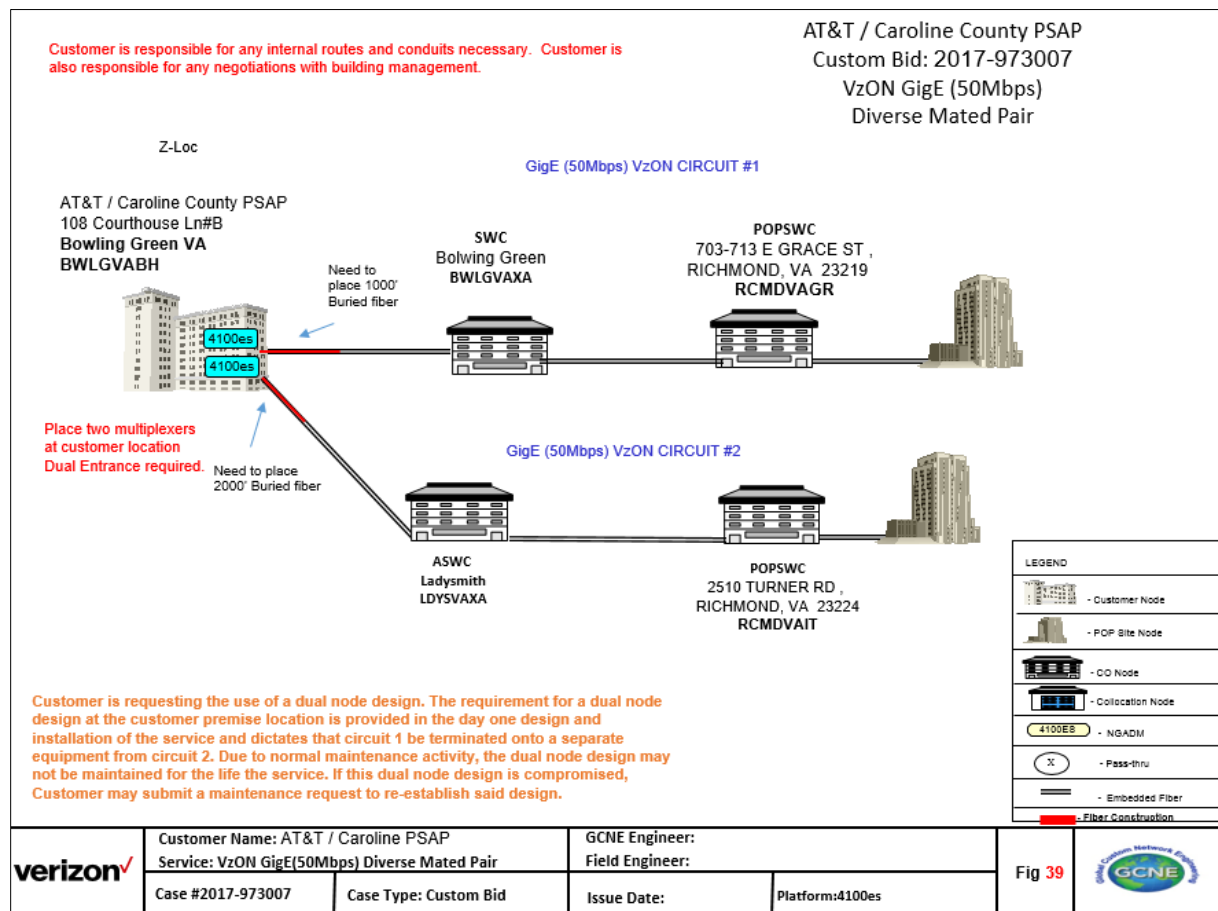 Customer is responsible for any internal routes and conduits necessary.  Customer is
also responsible for any negotiations with building management.
AT&T / Caroline County PSAP
Custom Bid: 2017-973007
VzON GigE (50Mbps)
Diverse Mated Pair
Z-Loc
GigE (50Mbps) VzON CIRCUIT #1
AT&T / Caroline County PSAP
108 Courthouse Ln#B
Bowling Green VA
BWLGVABH
Need to
place 1000'
Buried fiber
SWC
Bolwing Green
BWLGVAXA
POPSWC
703-713 E GRACE ST ,
RICHMOND, VA  23219
RCMDVAGR
4100es
4100es
Place two multiplexers
at customer location
Dual Entrance required.
Need to place
2000' Buried fiber
GigE (50Mbps) VzON CIRCUIT #2
ASWC
Ladysmith
LDYSVAXA
POPSWC
2510 TURNER RD ,
RICHMOND, VA  23224
RCMDVAIT
LEGEND
- Customer Node
- POP Site Node
- CO Node
- Collocation Node
4100ES - NGADM
X - Pass-thru
- Embedded Fiber
- Fiber Construction
Customer is requesting the use of a dual node design. The requirement for a dual node
design at the customer premise location is provided in the day one design and
installation of the service and dictates that circuit 1 be terminated onto a separate
equipment from circuit 2. Due to normal maintenance activity, the dual node design may
not be maintained for the life the service. If this dual node design is compromised,
Customer may submit a maintenance request to re-establish said design.
verizon✓
Customer Name: AT&T / Caroline PSAP
Service: VzON GigE(50Mbps) Diverse Mated Pair
Case #2017-973007
Case Type: Custom Bid
GCNE Engineer:
Field Engineer:
Issue Date:
Platform:4100es
Fig 39
Global Custom Network Engineering
GCNE